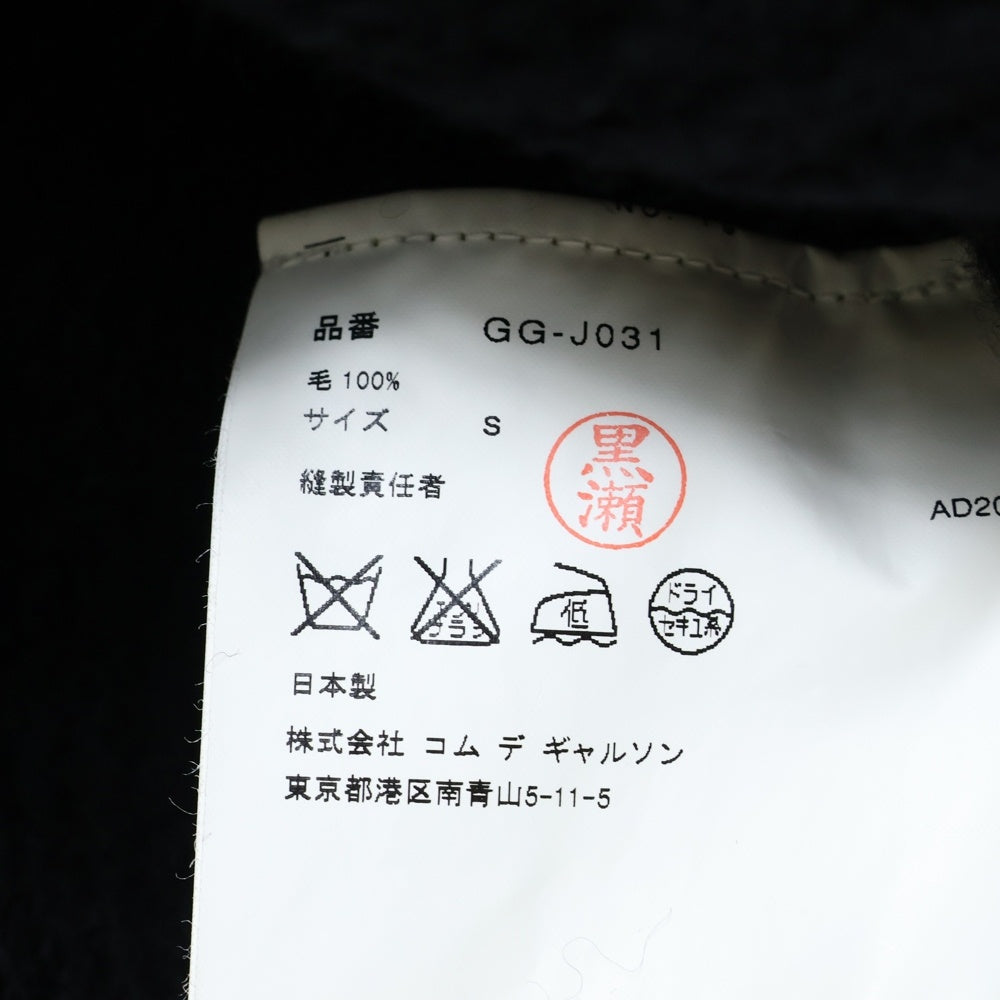 品番 GG-J031
毛 100%
サイズ S
縫製責任者 黒瀬
AD20
低
ドライ
セキユ系
日本製
株式会社 コム デ ギャルソン
東京都港区南青山5-11-5